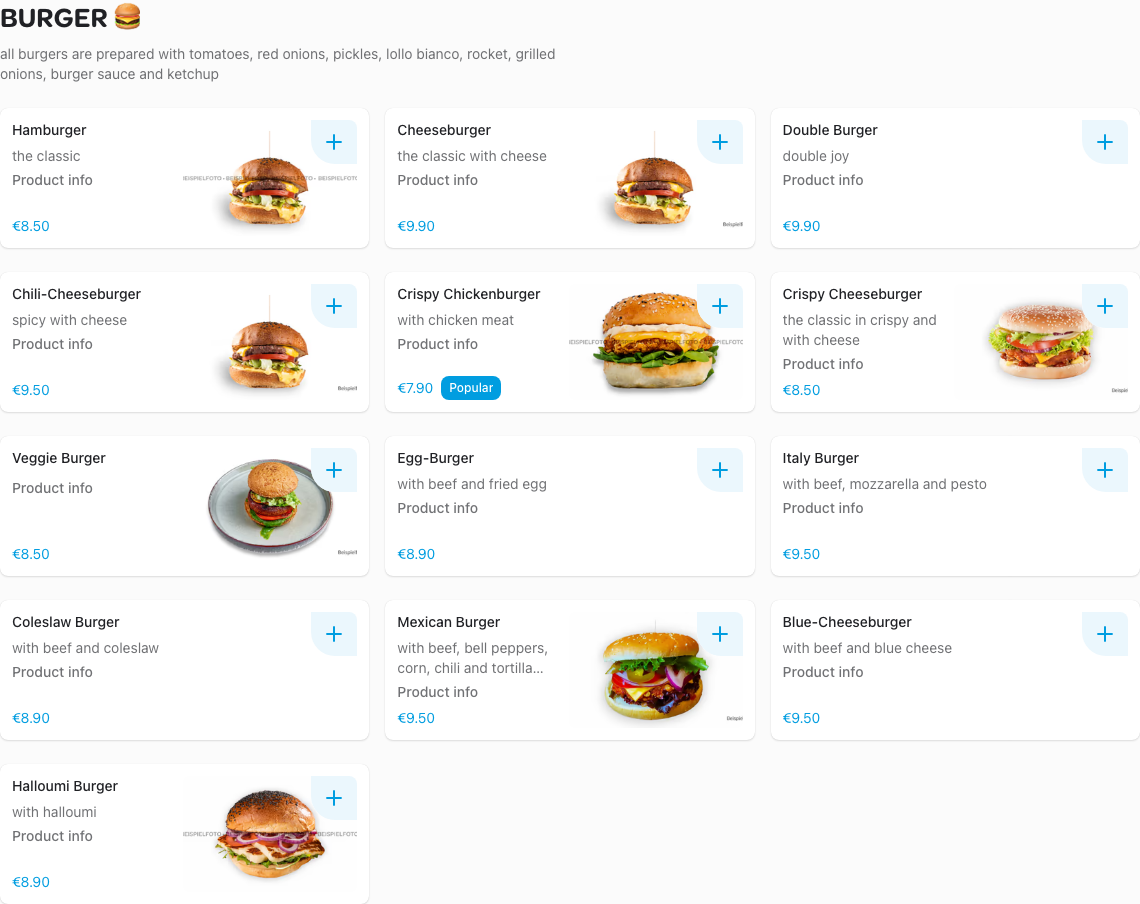 BURGER 🍔
all burgers are prepared with tomatoes, red onions, pickles, lollo bianco, rocket, grilled
onions, burger sauce and ketchup
Hamburger
the classic
Product info
€8.50
Cheeseburger
the classic with cheese
Product info
€9.90
Double Burger
double joy
Product info
€9.90
Chili-Cheeseburger
spicy with cheese
Product info
€9.50
Crispy Chickenburger
with chicken meat
Product info
€7.90 Popular
Crispy Cheeseburger
the classic in crispy and
with cheese
Product info
€8.50
Veggie Burger
Product info
€8.50
Egg-Burger
with beef and fried egg
Product info
€8.90
Italy Burger
with beef, mozzarella and pesto
Product info
€9.50
Coleslaw Burger
with beef and coleslaw
Product info
€8.90
Mexican Burger
with beef, bell peppers,
corn, chili and tortilla...
Product info
€9.50
Blue-Cheeseburger
with beef and blue cheese
Product info
€9.50
Halloumi Burger
with halloumi
Product info
€8.90